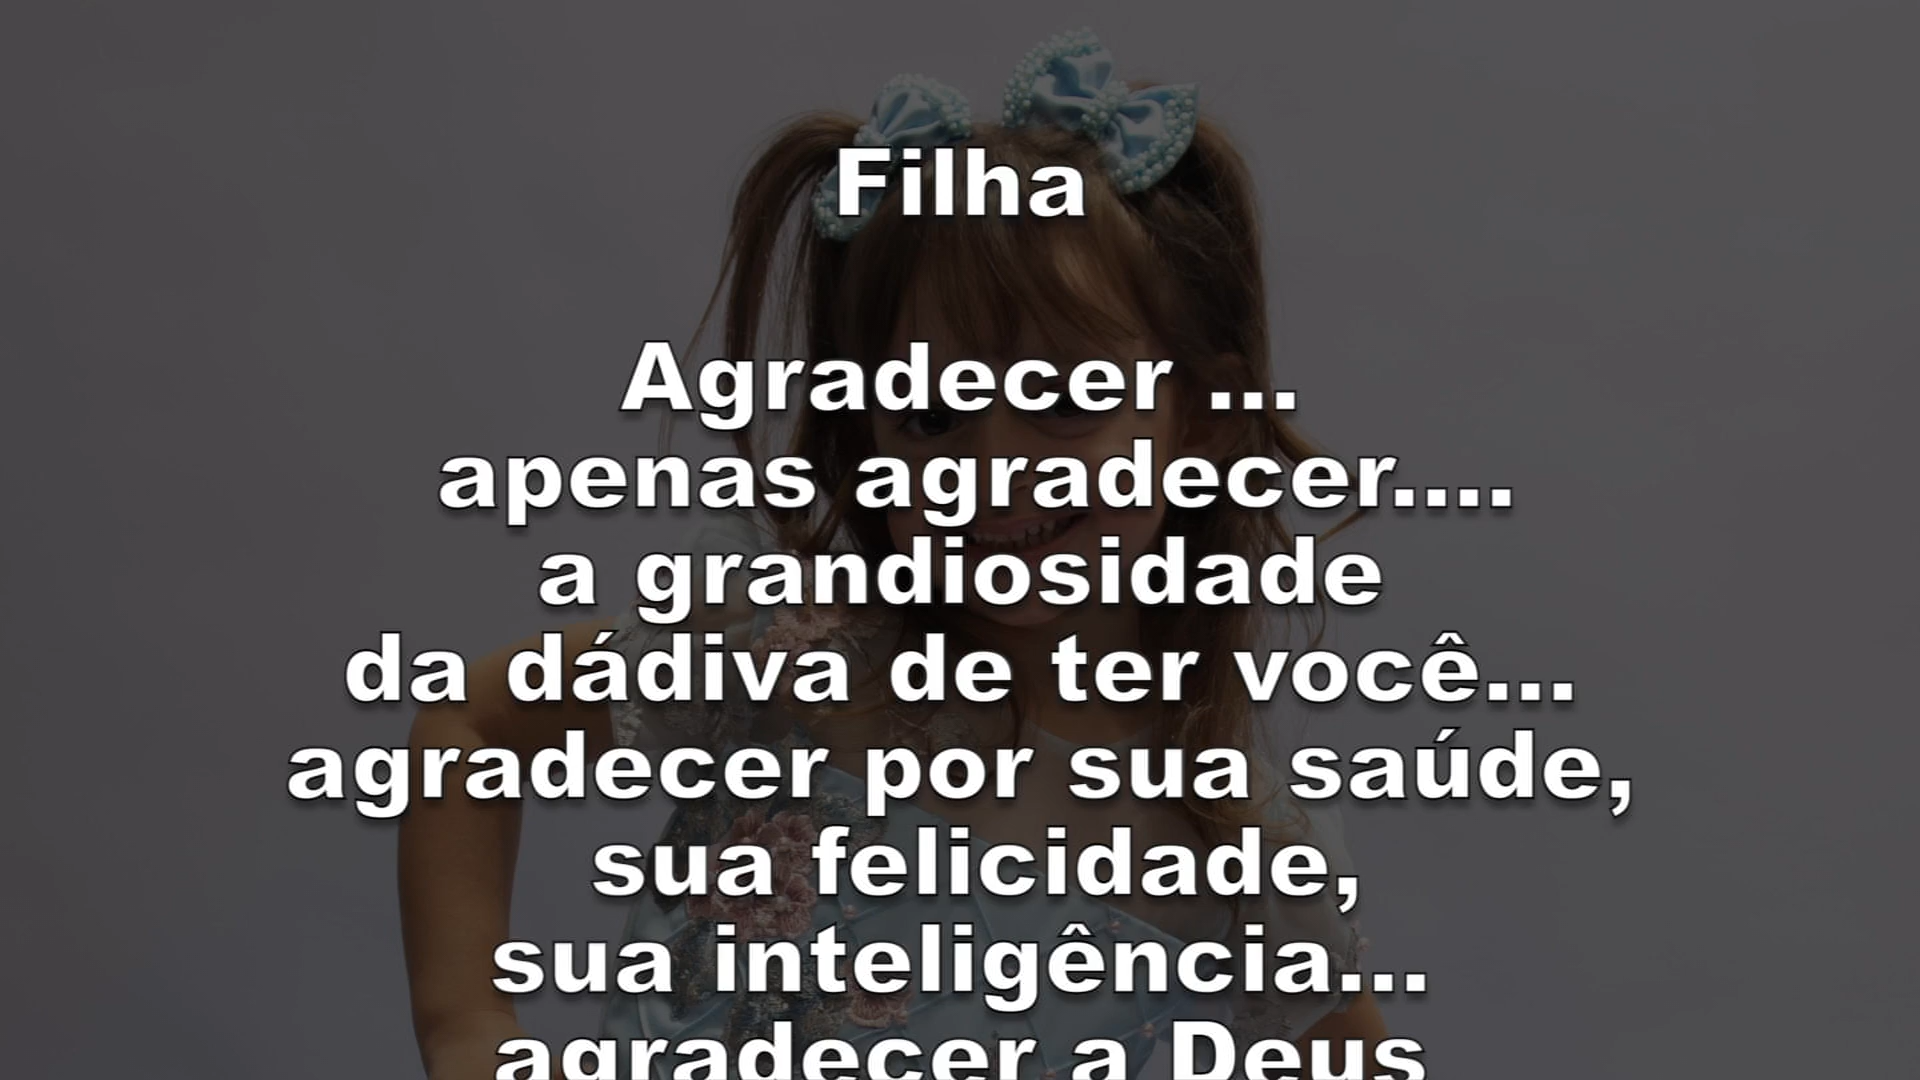 Filha
Agradecer ...
apenas agradecer....
a grandiosidade
da dádiva de ter você...
agradecer por sua saúde,
sua felicidade,
sua inteligência...
agradecer a Deus